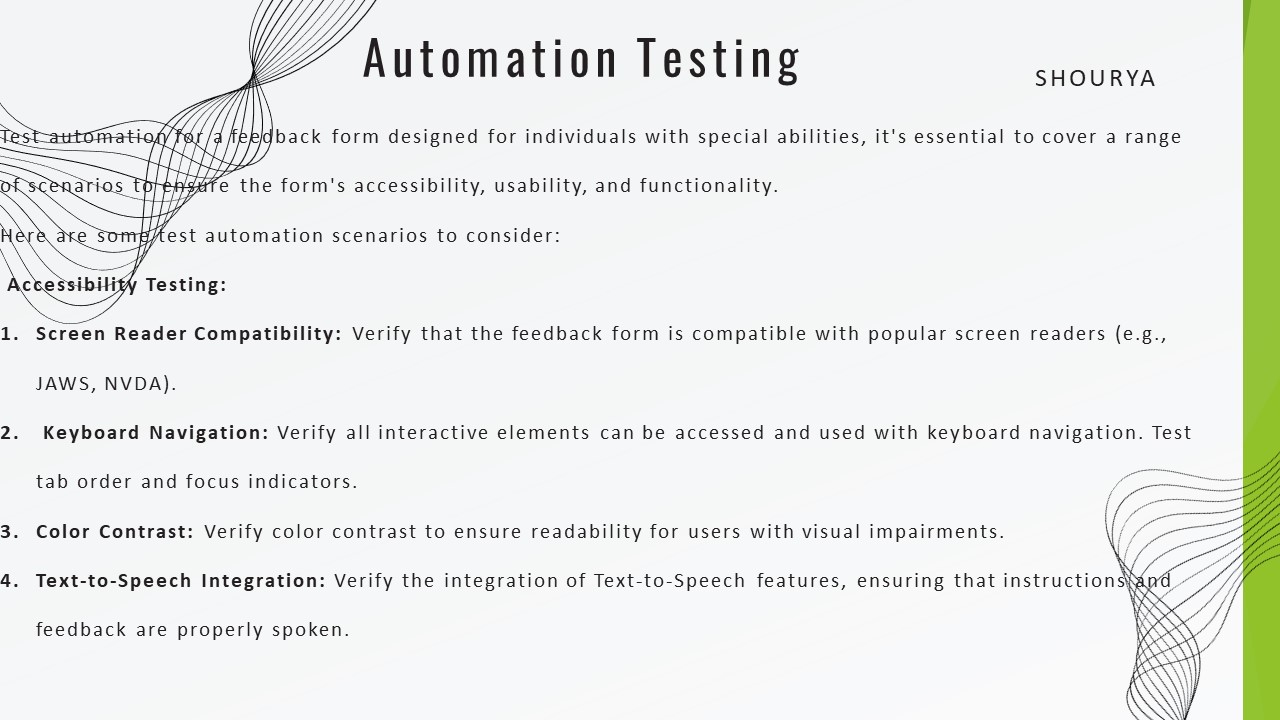 Automation Testing
SHOURYA
Test automation for a feedback form designed for individuals with special abilities, it's essential to cover a range
of scenarios to ensure the form's accessibility, usability, and functionality.
Here are some test automation scenarios to consider:
Accessibility Testing:
1. Screen Reader Compatibility: Verify that the feedback form is compatible with popular screen readers (e.g.,
JAWS, NVDA).
2. Keyboard Navigation: Verify all interactive elements can be accessed and used with keyboard navigation. Test
tab order and focus indicators.
3. Color Contrast: Verify color contrast to ensure readability for users with visual impairments.
4. Text-to-Speech Integration: Verify the integration of Text-to-Speech features, ensuring that instructions and
feedback are properly spoken.